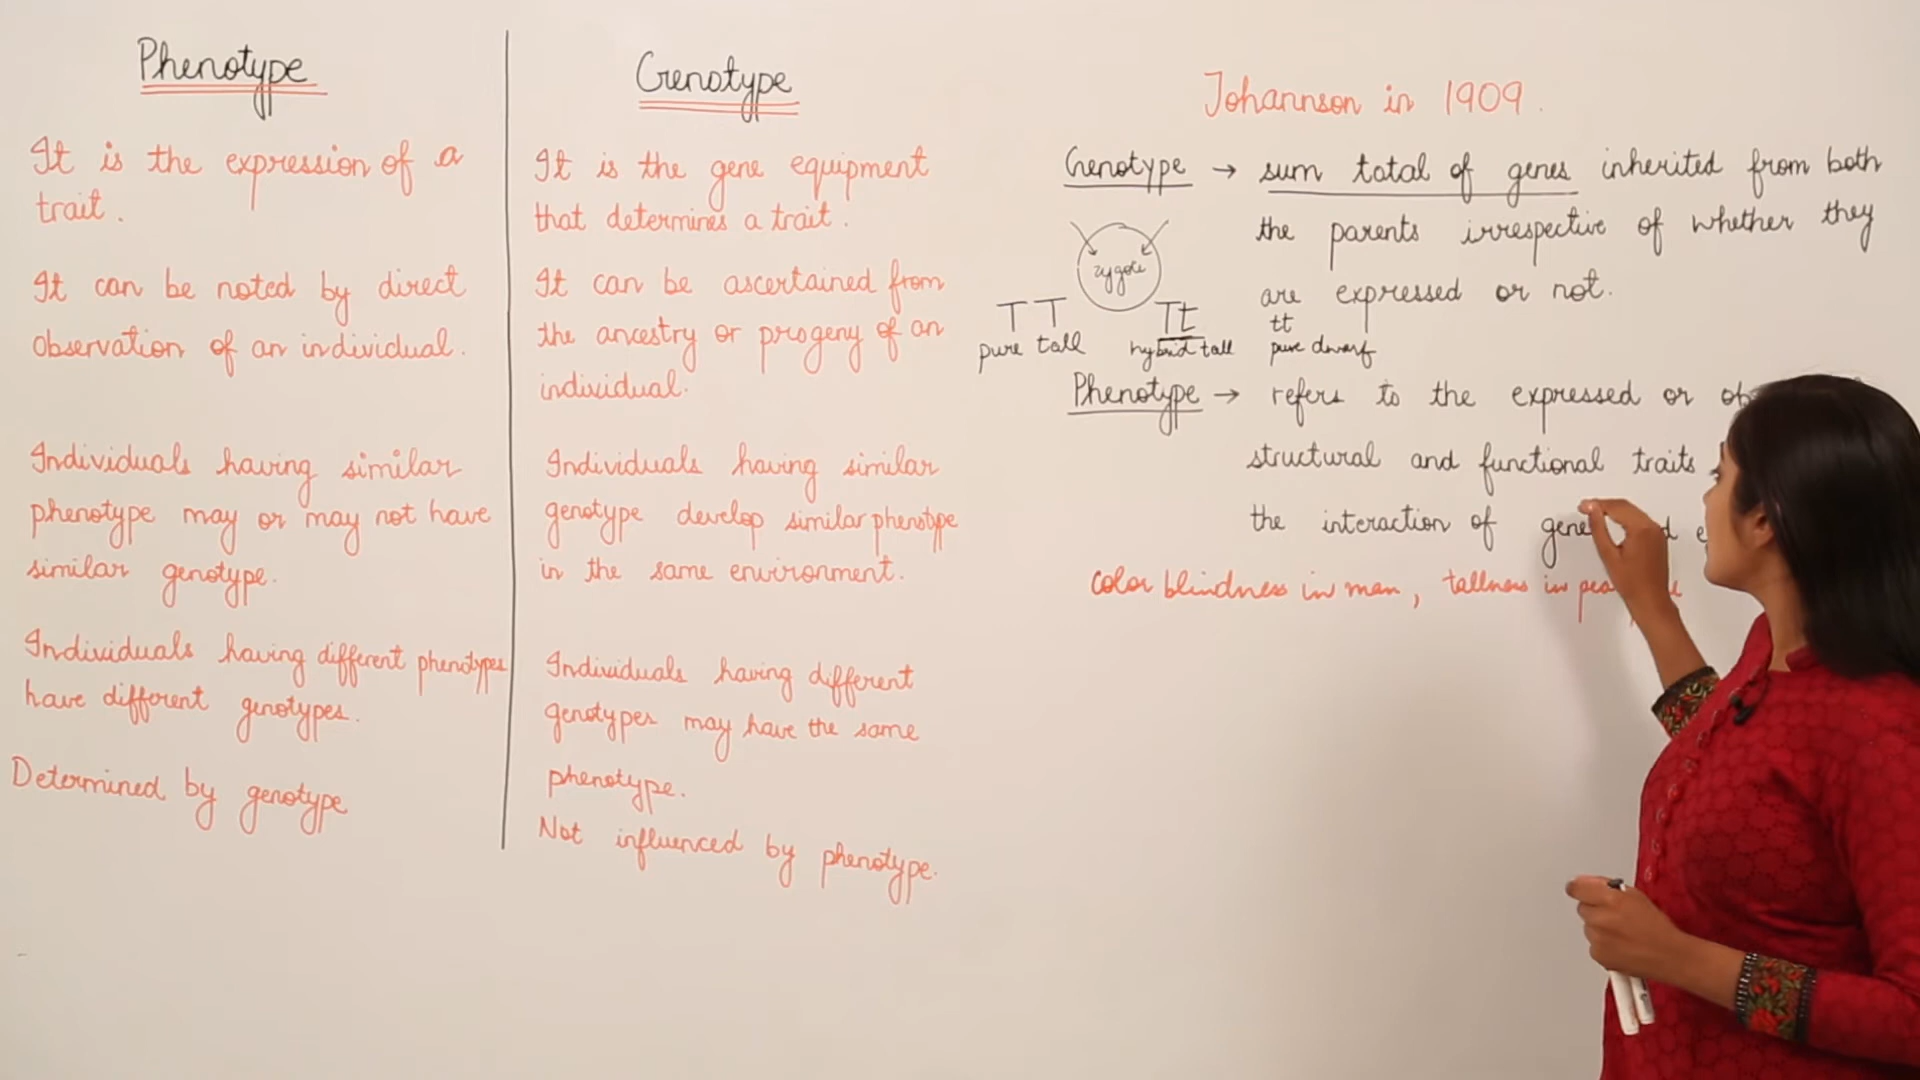 Phenotype
It is the expression of a
trait.
It can be noted by direct
observation of an individual.
Individuals having similar
phenotype may or may not have
similar genotype.
Individuals having different phenotypes
have different genotypes.
Determined by genotype
Genotype
It is the gene equipment
that determines a trait.
It can be ascertained from
the ancestry or progeny of an
individual.
Individuals having similar
genotype develop similar phenotype
in the same environment.
Individuals having different
genotypes may have the same
phenotype.
Not influenced by phenotype.
Johannson in 1909.
Genotype → sum total of genes inherited from both
the parents irrespective of whether they
are expressed or not.
zygote
TT
pure tall
Tt
hybrid tall
tt
pure dwarf
Phenotype → refers to the expressed or
structural and functional traits
the interaction of
color blindness in man, tallness in